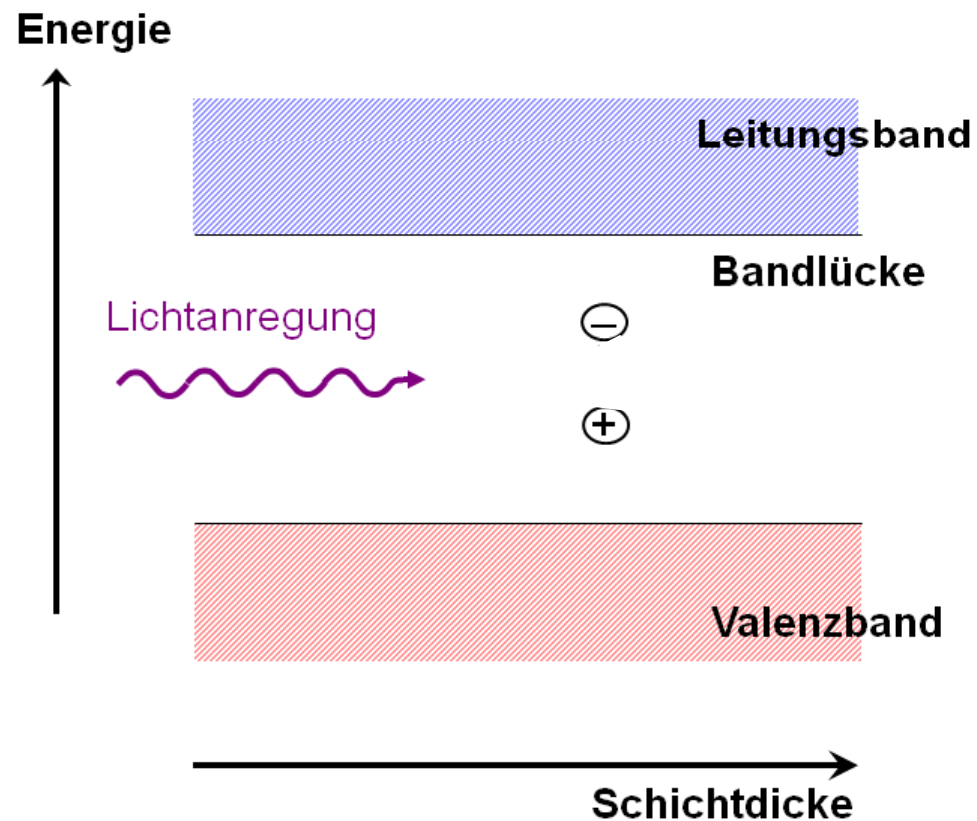 Energie
Leitungsband
Bandlücke
Lichtanregung
−
+
Valenzband
Schichtdicke